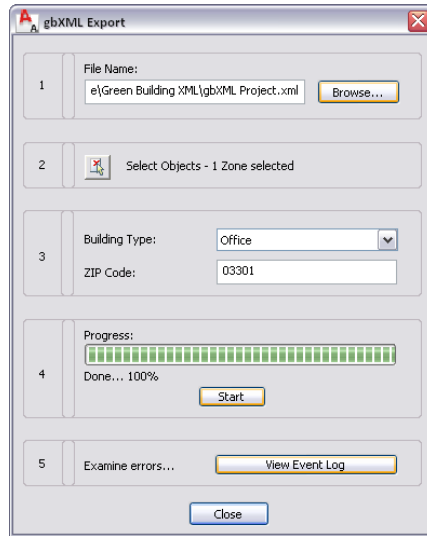 gbXML Export
1
File Name:
e\Green Building XML\gbXML Project.xml
Browse...
2
Select Objects - 1 Zone selected
3
Building Type:
Office
ZIP Code:
03301
4
Progress:
Done... 100%
Start
5
Examine errors...
View Event Log
Close